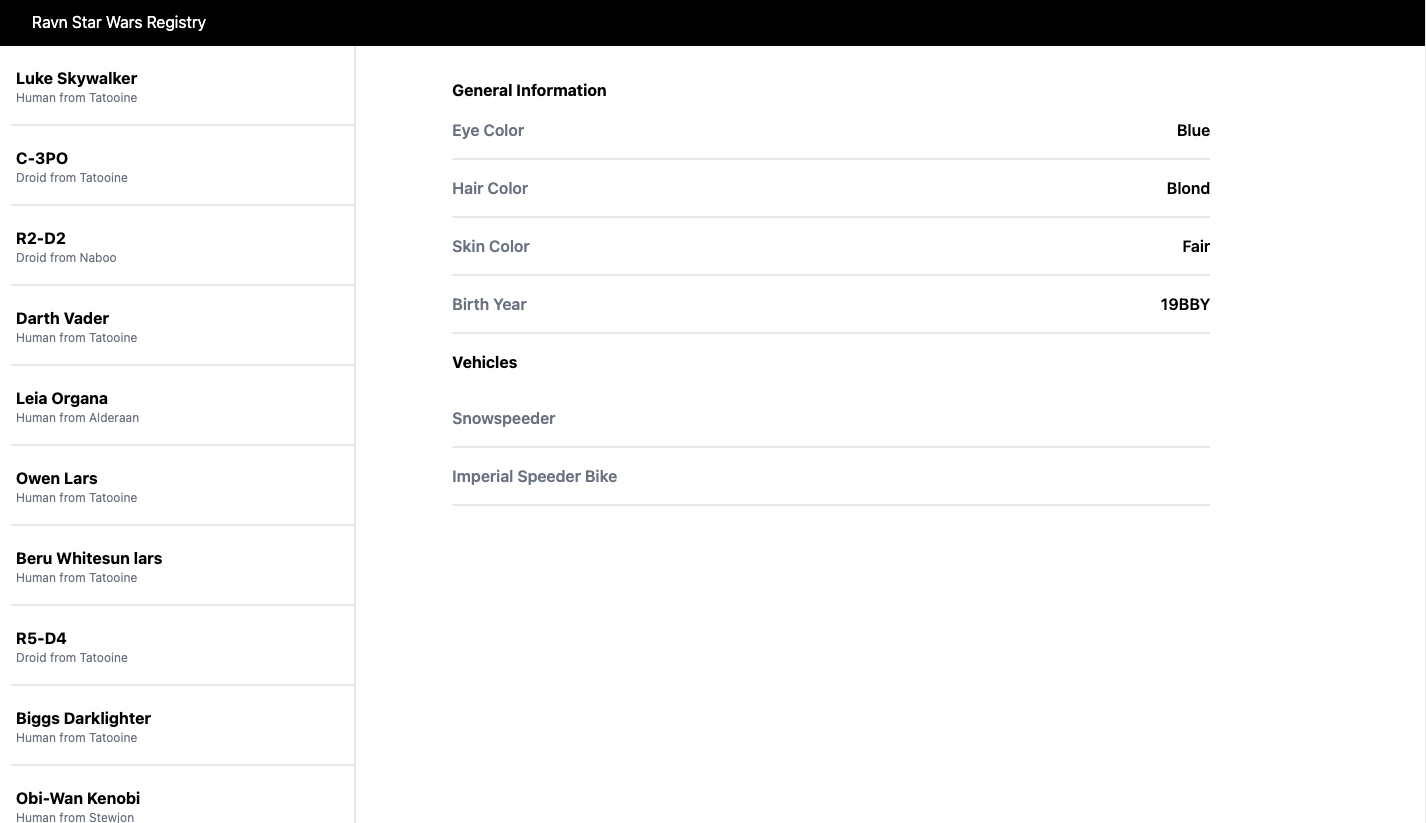 Ravn Star Wars Registry
Luke Skywalker
Human from Tatooine
C-3PO
Droid from Tatooine
R2-D2
Droid from Naboo
Darth Vader
Human from Tatooine
Leia Organa
Human from Alderaan
Owen Lars
Human from Tatooine
Beru Whitesun lars
Human from Tatooine
R5-D4
Droid from Tatooine
Biggs Darklighter
Human from Tatooine
Obi-Wan Kenobi
Human from Stewjon
General Information
Eye Color Blue
Hair Color Blond
Skin Color Fair
Birth Year 19BBY
Vehicles
Snowspeeder
Imperial Speeder Bike